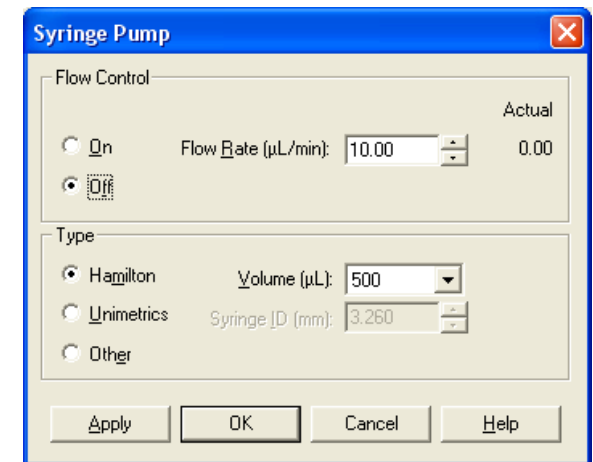 Syringe Pump
Flow Control
Actual
On Flow Rate (µL/min): 10.00 0.00
Off
Type
Hamilton Volume (µL): 500
Unimetrics Syringe ID (mm): 3.260
Other
Apply OK Cancel Help